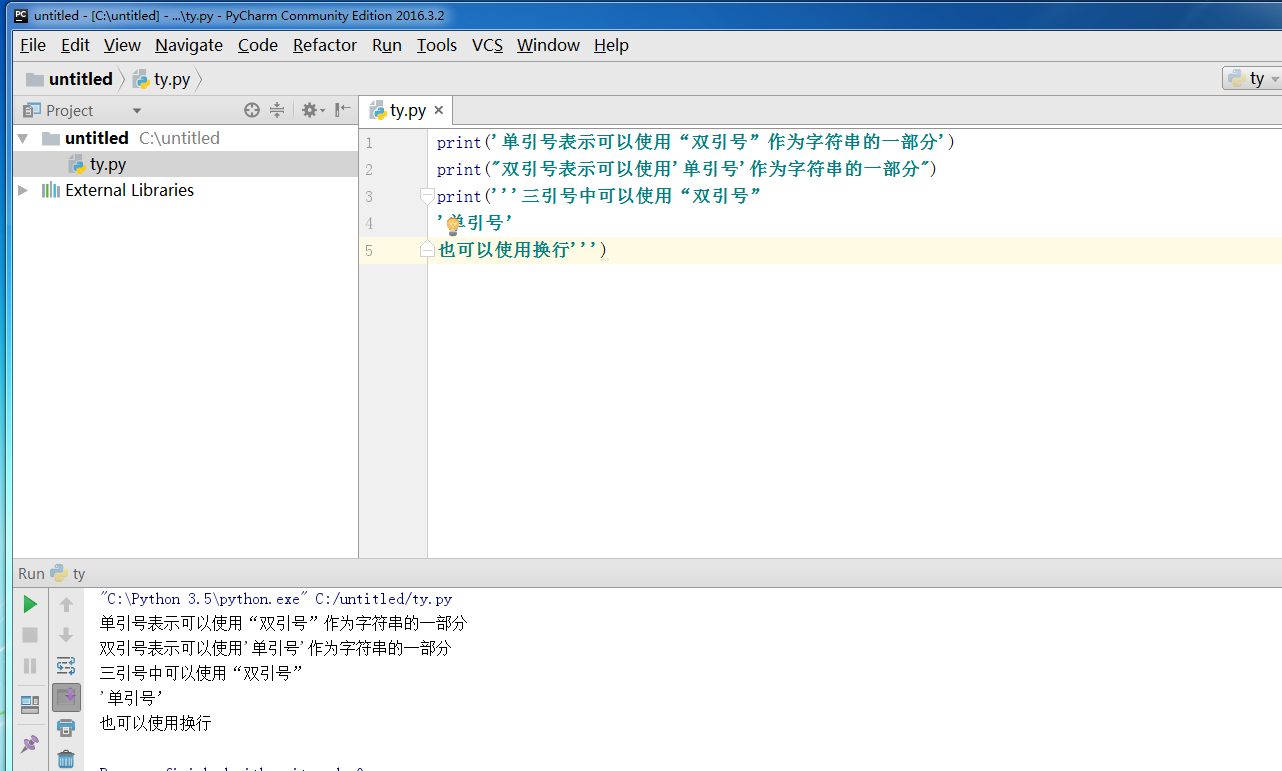 untitled - [C:\untitled] - ...\ty.py - PyCharm Community Edition 2016.3.2
File Edit View Navigate Code Refactor Run Tools VCS Window Help
untitled ty.py ty
Project ty.py
untitled C:\untitled
ty.py
External Libraries
1 print('单引号表示可以使用“双引号”作为字符串的一部分')
2 print("双引号表示可以使用'单引号'作为字符串的一部分")
3 print('''三引号中可以使用“双引号”
4 '单引号’
5 也可以使用换行''')
Run ty
"C:\Python 3.5\python.exe" C:/untitled/ty.py
单引号表示可以使用“双引号”作为字符串的一部分
双引号表示可以使用'单引号'作为字符串的一部分
三引号中可以使用“双引号”
'单引号’
也可以使用换行